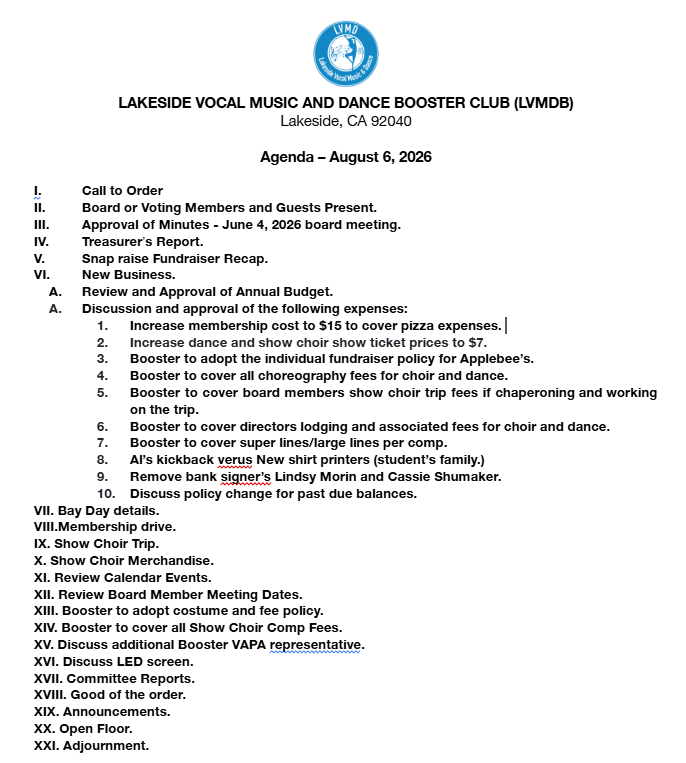 LVMD
Lakeside Vocal Music & Dance
LAKESIDE VOCAL MUSIC AND DANCE BOOSTER CLUB (LVMDB)
Lakeside, CA 92040
Agenda – August 6, 2026
I. Call to Order
II. Board or Voting Members and Guests Present.
III. Approval of Minutes - June 4, 2026 board meeting.
IV. Treasurer's Report.
V. Snap raise Fundraiser Recap.
VI. New Business.
A. Review and Approval of Annual Budget.
A. Discussion and approval of the following expenses:
1. Increase membership cost to $15 to cover pizza expenses.
2. Increase dance and show choir show ticket prices to $7.
3. Booster to adopt the individual fundraiser policy for Applebee's.
4. Booster to cover all choreography fees for choir and dance.
5. Booster to cover board members show choir trip fees if chaperoning and working
on the trip.
6. Booster to cover directors lodging and associated fees for choir and dance.
7. Booster to cover super lines/large lines per comp.
8. Al's kickback verus New shirt printers (student's family.)
9. Remove bank signer's Lindsy Morin and Cassie Shumaker.
10. Discuss policy change for past due balances.
VII. Bay Day details.
VIII.Membership drive.
IX. Show Choir Trip.
X. Show Choir Merchandise.
XI. Review Calendar Events.
XII. Review Board Member Meeting Dates.
XIII. Booster to adopt costume and fee policy.
XIV. Booster to cover all Show Choir Comp Fees.
XV. Discuss additional Booster VAPA representative.
XVI. Discuss LED screen.
XVII. Committee Reports.
XVIII. Good of the order.
XIX. Announcements.
XX. Open Floor.
XXI. Adjournment.